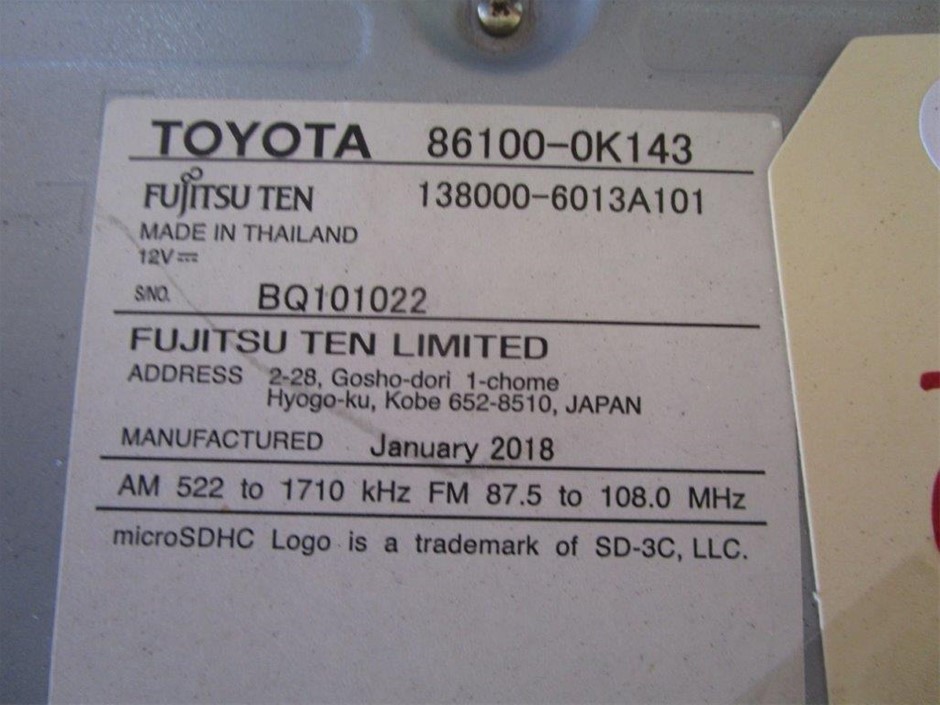 TOYOTA 86100-0K143
FUJITSU TEN 138000-6013A101
MADE IN THAILAND
12V⎓
S/NO. BQ101022
FUJITSU TEN LIMITED
ADDRESS 2-28, Gosho-dori 1-chome
Hyogo-ku, Kobe 652-8510, JAPAN
MANUFACTURED January 2018
AM 522 to 1710 kHz FM 87.5 to 108.0 MHz
microSDHC Logo is a trademark of SD-3C, LLC.